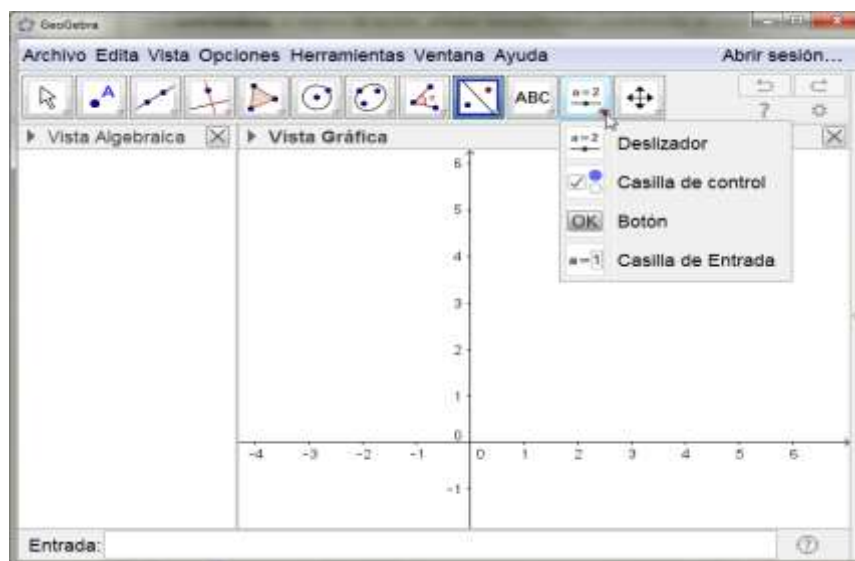 GeoGebra
Archivo Edita Vista Opciones Herramientas Ventana Ayuda Abrir sesión...
A ABC a=2 ?
Vista Algebraica Vista Gráfica
a=2 Deslizador
Casilla de control
OK Botón
a=1 Casilla de Entrada
6
5
4
3
2
1
0
-4 -3 -2 -1 0 1 2 3 4 5 6
-1
Entrada: ?